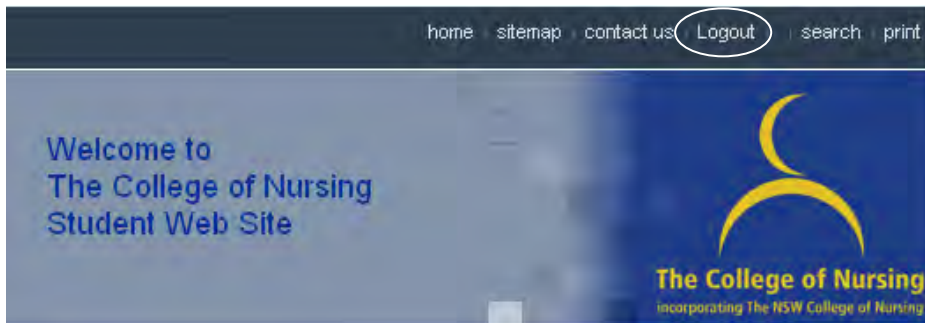 home sitemap contact us Logout search print
Welcome to
The College of Nursing
Student Web Site
The College of Nursing
incorporating The NSW College of Nursing